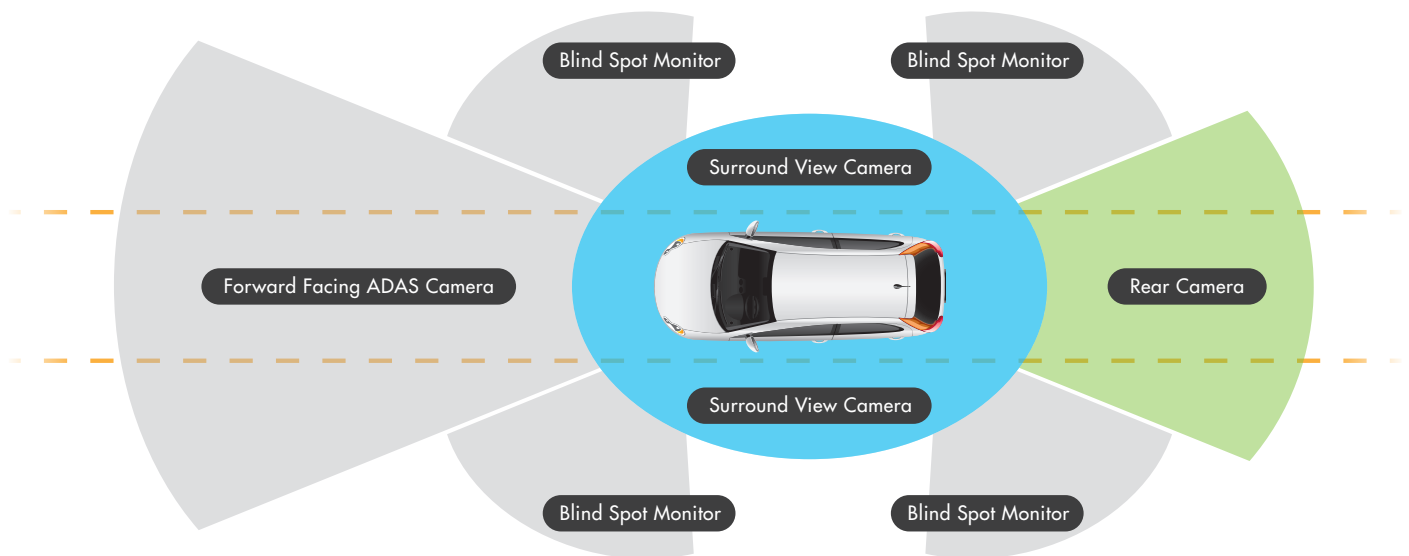 Blind Spot Monitor
Blind Spot Monitor
Surround View Camera
Forward Facing ADAS Camera
Rear Camera
Surround View Camera
Blind Spot Monitor
Blind Spot Monitor